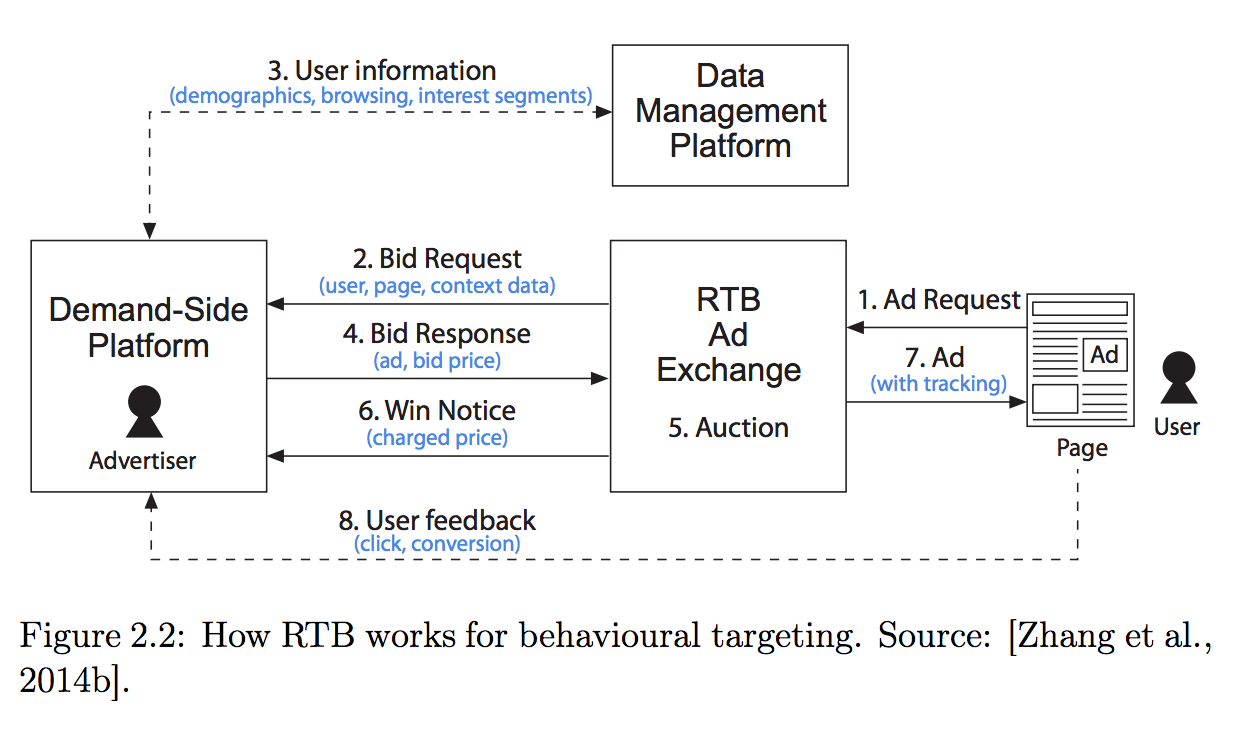 3. User information
(demographics, browsing, interest segments)
Data
Management
Platform
Demand-Side
Platform
Advertiser
2. Bid Request
(user, page, context data)
4. Bid Response
(ad, bid price)
6. Win Notice
(charged price)
RTB
Ad
Exchange
5. Auction
1. Ad Request
7. Ad
(with tracking)
Ad
Page
User
8. User feedback
(click, conversion)
Figure 2.2: How RTB works for behavioural targeting. Source: [Zhang et al.,
2014b].